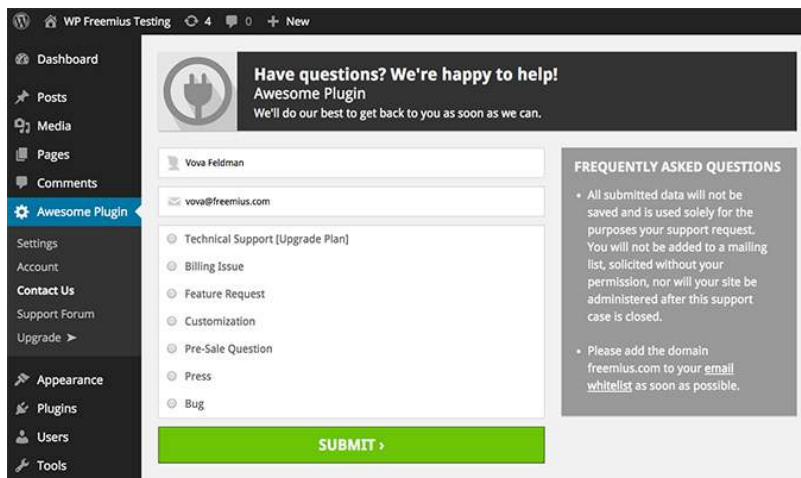 WP Freemius Testing 4 0 + New
Dashboard
Posts
Media
Pages
Comments
Awesome Plugin
Settings
Account
Contact Us
Support Forum
Upgrade ➤
Appearance
Plugins
Users
Tools
Have questions? We're happy to help!
Awesome Plugin
We'll do our best to get back to you as soon as we can.
Vova Feldman
vova@freemius.com
Technical Support [Upgrade Plan]
Billing Issue
Feature Request
Customization
Pre-Sale Question
Press
Bug
SUBMIT ›
FREQUENTLY ASKED QUESTIONS
• All submitted data will not be
saved and is used solely for the
purposes your support request.
You will not be added to a mailing
list, solicited without your
permission, nor will your site be
administered after this support
case is closed.
• Please add the domain
freemius.com to your email
whitelist as soon as possible.